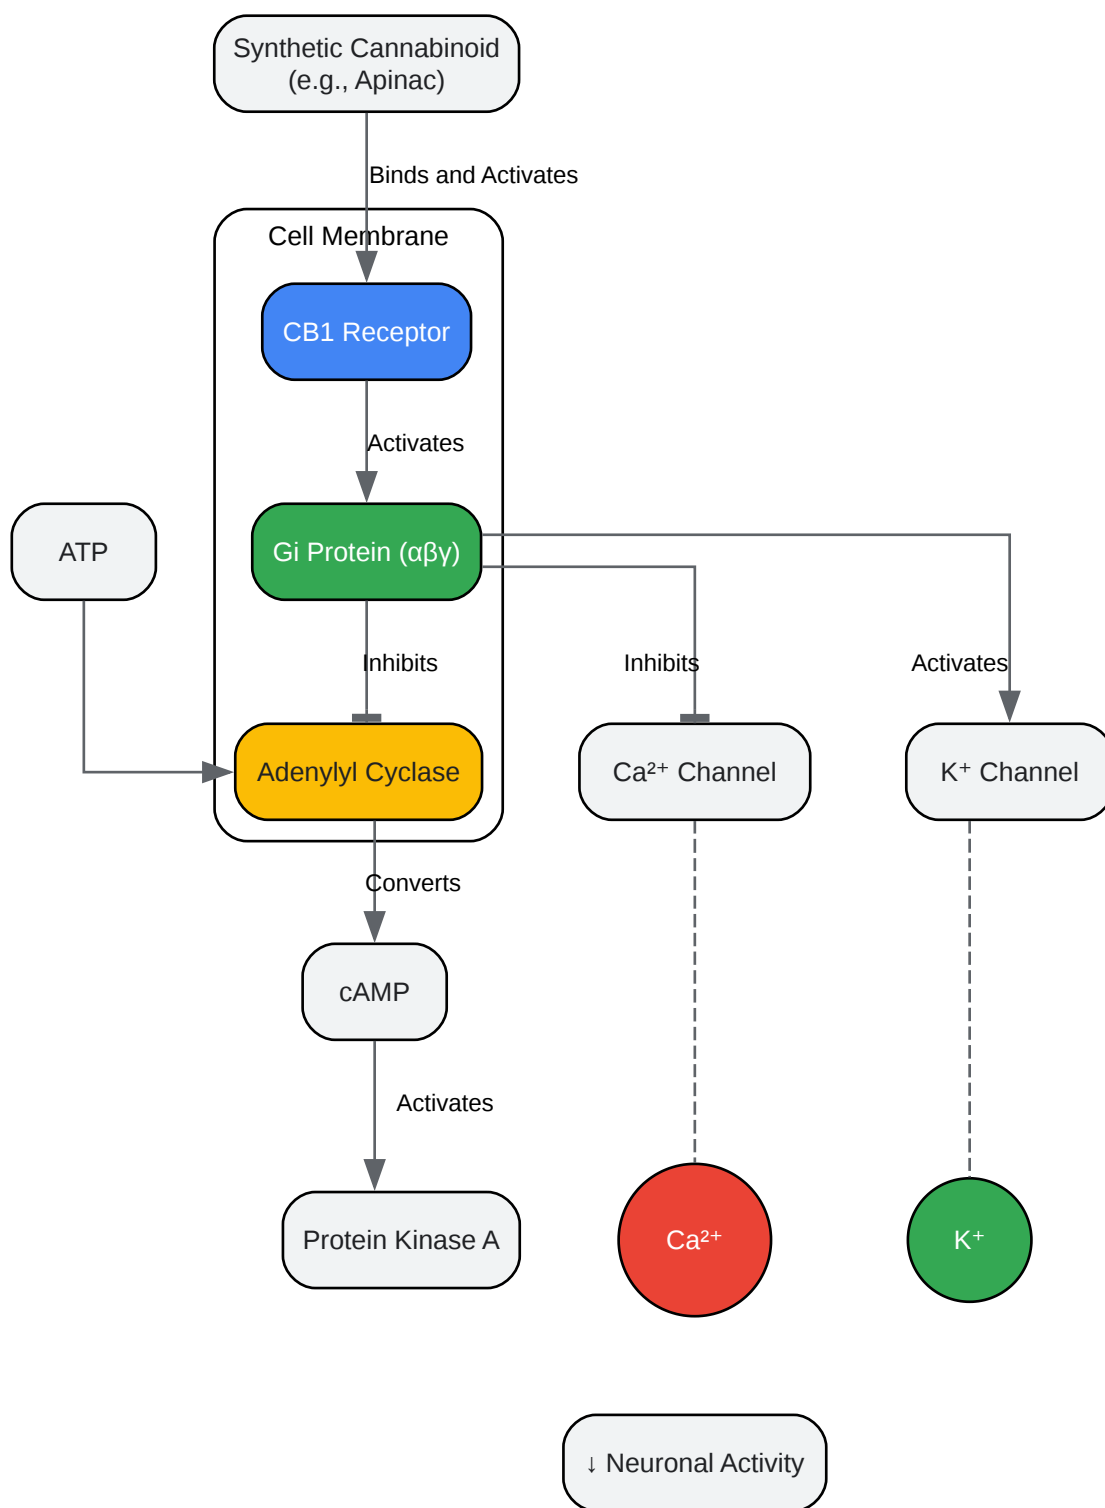 Synthetic Cannabinoid
(e.g., Apinac)
Binds and Activates
Cell Membrane
CB1 Receptor
Activates
ATP
Gi Protein (αβγ)
Inhibits
Inhibits
Activates
Adenylyl Cyclase
Ca²⁺ Channel
K⁺ Channel
Converts
cAMP
Activates
Protein Kinase A
Ca²⁺
K⁺
↓ Neuronal Activity